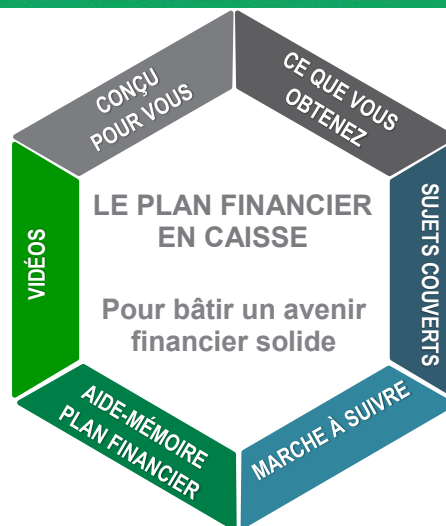 CONÇU
POUR VOUS
CE QUE VOUS
OBTENEZ
SUJETS COUVERTS
MARCHE À SUIVRE
AIDE-MÉMOIRE
PLAN FINANCIER
VIDÉOS
LE PLAN FINANCIER
EN CAISSE
Pour bâtir un avenir
financier solide